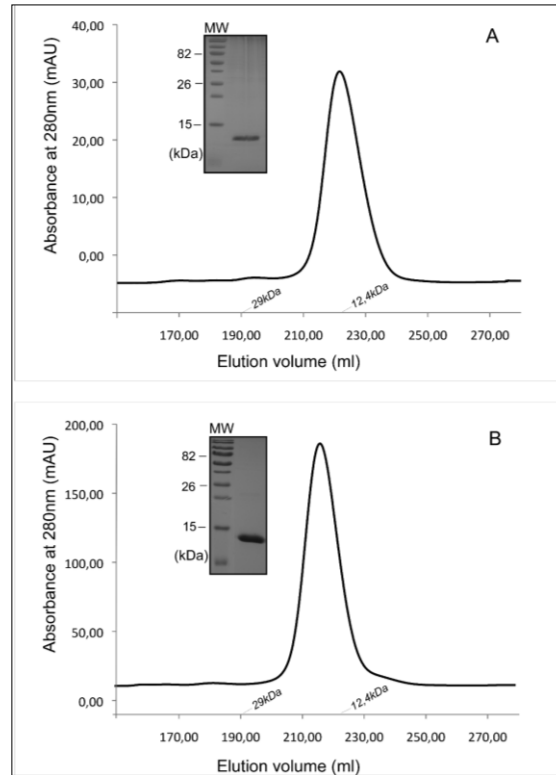 MW
A
40,00
Absorbance at 280nm (mAU)
82
30,00
26
20,00
15
(kDa)
10,00
0,00
29kDa
12,4kDa
170,00 190,00 210,00 230,00 250,00 270,00
Elution volume (ml)
200,00
MW
B
Absorbance at 280nm (mAU)
82
150,00
26
100,00
15
(kDa)
50,00
0,00
29kDa
12,4kDa
170,00 190,00 210,00 230,00 250,00 270,00
Elution volume (ml)